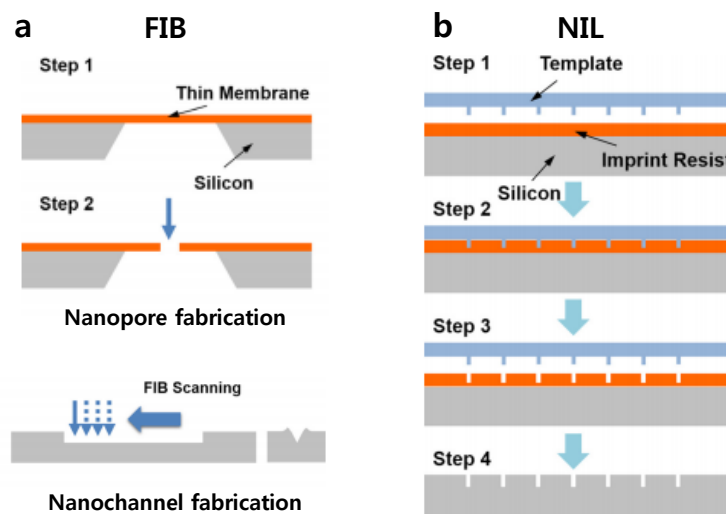 a FIB
Step 1
Thin Membrane
Silicon
Step 2
Nanopore fabrication
FIB Scanning
Nanochannel fabrication
b NIL
Step 1
Template
Imprint Resist
Silicon
Step 2
Step 3
Step 4